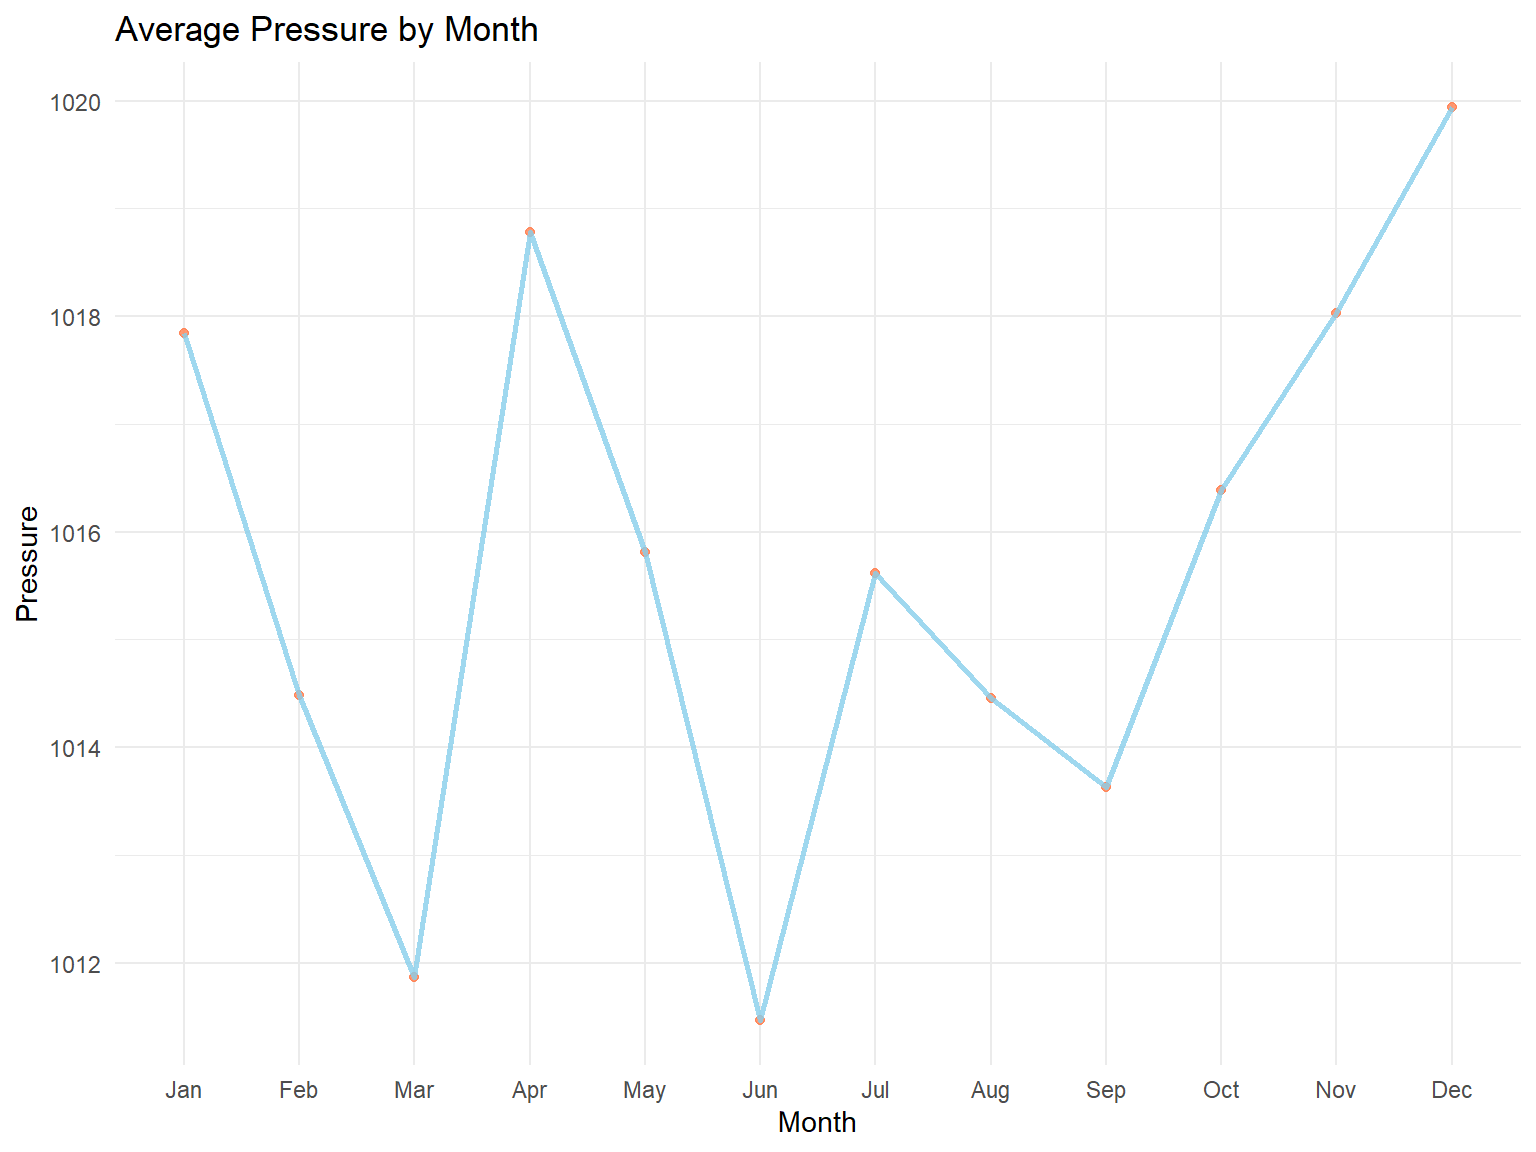 Average Pressure by Month
1020
1018
1016
1014
1012
Pressure
Jan Feb Mar Apr May Jun Jul Aug Sep Oct Nov Dec
Month